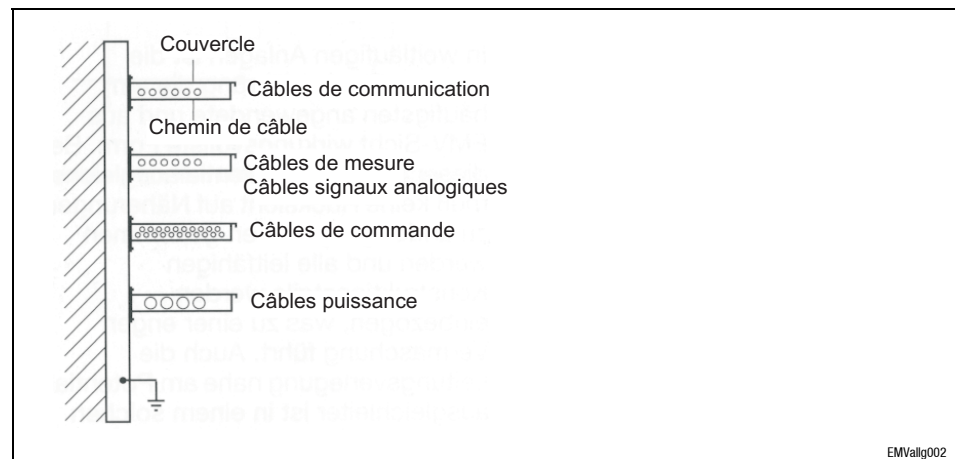 Couvercle
Câbles de communication
Chemin de câble
Câbles de mesure
Câbles signaux analogiques
Câbles de commande
Câbles puissance
EMVallg002